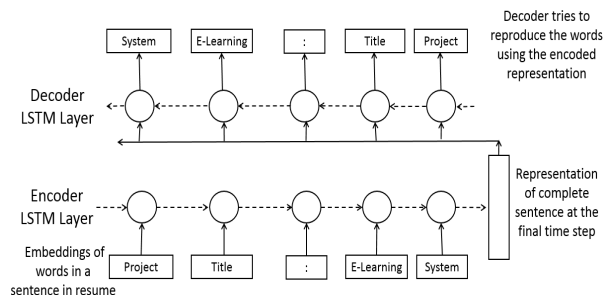 Decoder tries to
reproduce the words
using the encoded
representation
System E-Learning : Title Project
Decoder
LSTM Layer
Encoder
LSTM Layer
Representation
of complete
sentence at the
final time step
Embeddings of
words in a
sentence in resume
Project Title : E-Learning System